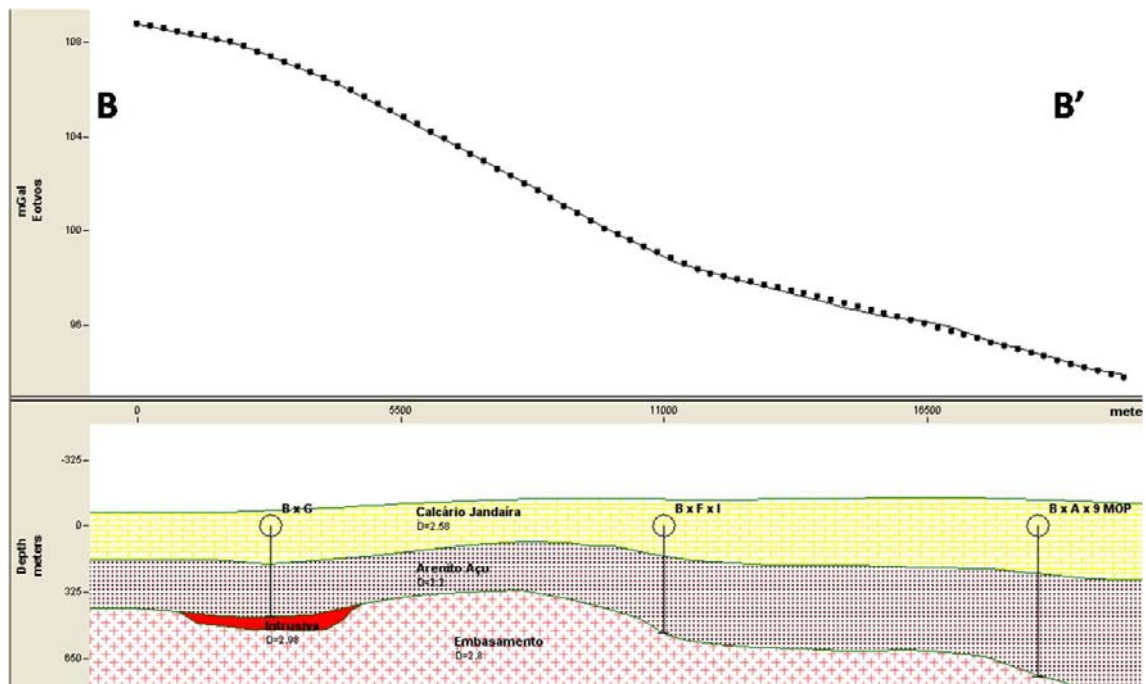 108
104
100
96
mGal
Eotvos
B
B'
0
5500
11000
16500
mete
Depth
meters
-325
0
325
650
B x G
B x F x I
B x A x 9 MOP
Calcário Jandaíra
D=2.58
Arenito Açu
Intrusiva
D=2.98
Embasamento
D=2.8